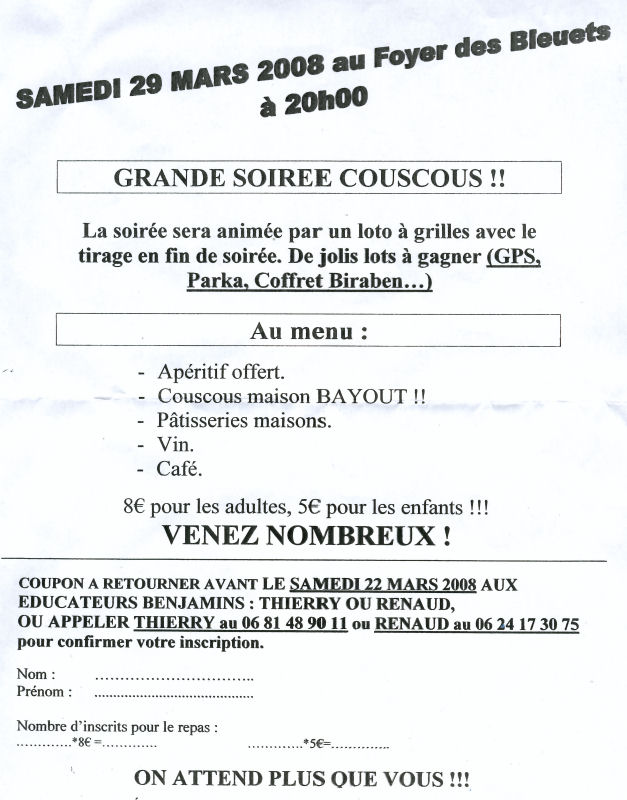 SAMEDI 29 MARS 2008 au Foyer des Bleuets
à 20h00
GRANDE SOIREE COUSCOUS !!
La soirée sera animée par un loto à grilles avec le
tirage en fin de soirée. De jolis lots à gagner (GPS,
Parka, Coffret Biraben…)
Au menu :
- Apéritif offert.
- Couscous maison BAYOUT !!
- Pâtisseries maisons.
- Vin.
- Café.
8€ pour les adultes, 5€ pour les enfants !!!
VENEZ NOMBREUX !
COUPON A RETOURNER AVANT LE SAMEDI 22 MARS 2008 AUX
EDUCATEURS BENJAMINS : THIERRY OU RENAUD,
OU APPELER THIERRY au 06 81 48 90 11 ou RENAUD au 06 24 17 30 75
pour confirmer votre inscription.
Nom : ................................
Prénom : ........................................
Nombre d’inscrits pour le repas :
.............*8€ =............. .............*5€=..............
ON ATTEND PLUS QUE VOUS !!!